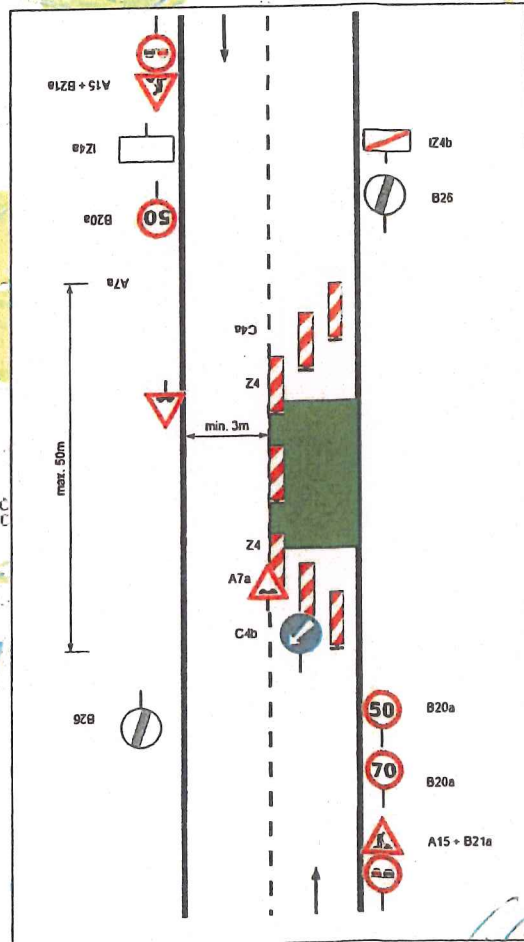 A15 + B21a
IZ4a
IZ4b
B20a
50
B26
A7a
C4a
Z4
min. 3m
max. 50m
Z4
A7a
C4b
B26
50
B20a
70
B20a
A15 + B21a